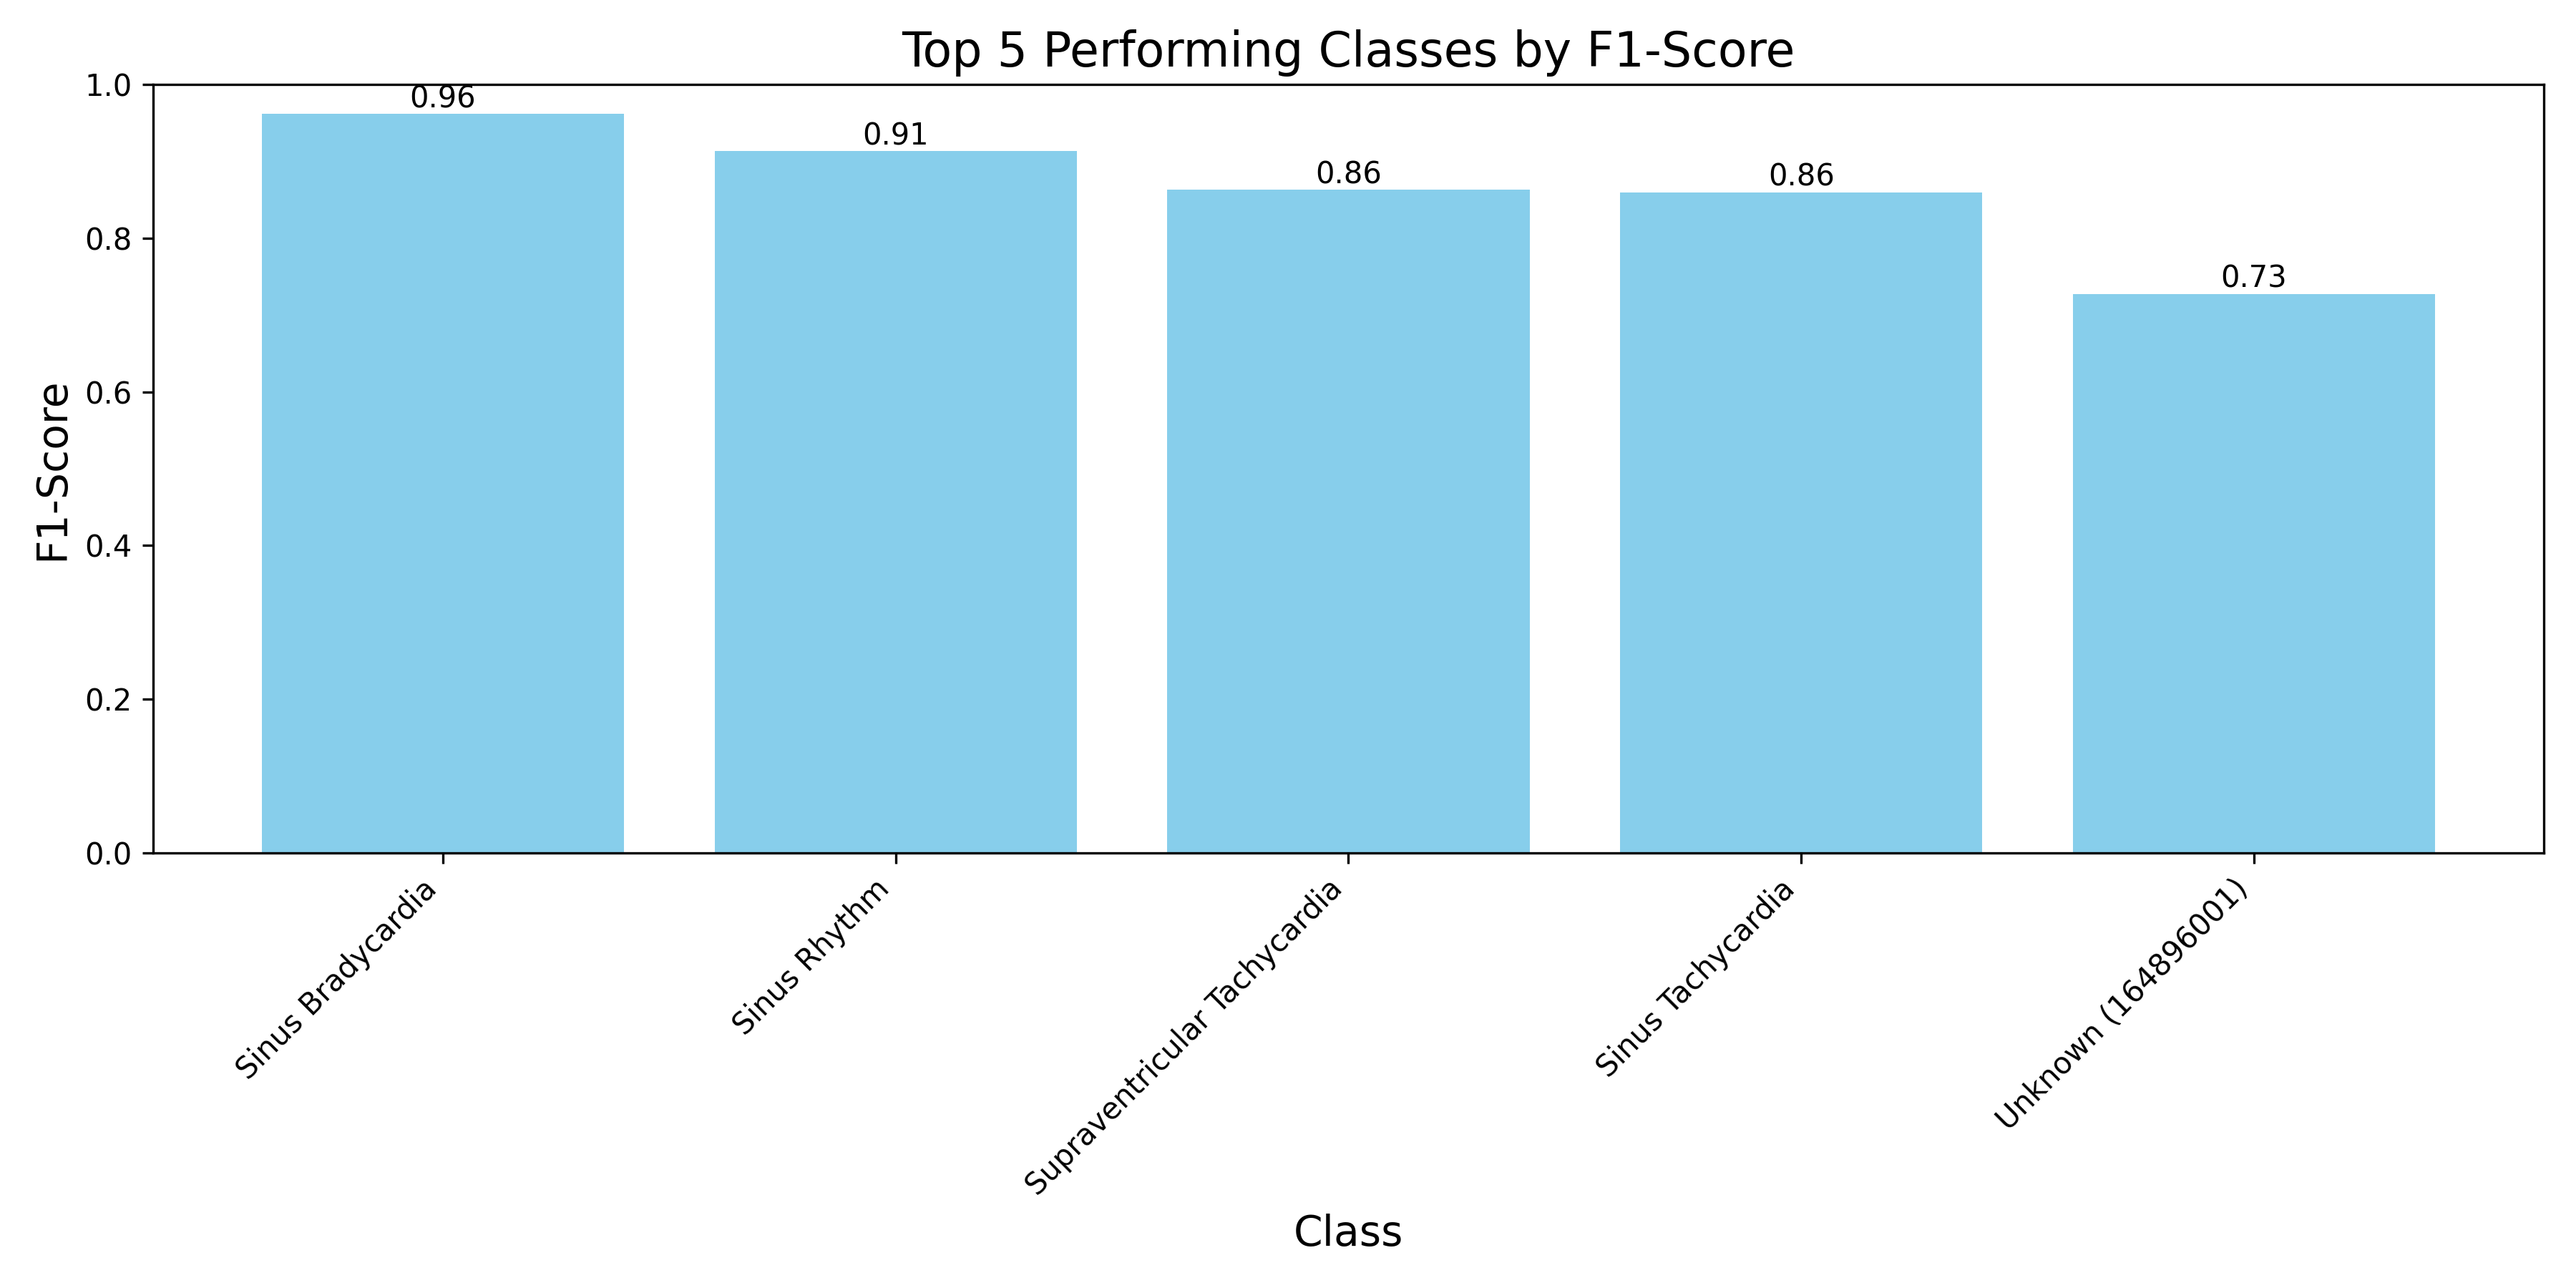 Top 5 Performing Classes by F1-Score
1.0
0.8
0.6
0.4
0.2
0.0
F1-Score
0.96
0.91
0.86
0.86
0.73
Sinus Bradycardia
Sinus Rhythm
Supraventricular Tachycardia
Sinus Tachycardia
Unknown (164896001)
Class